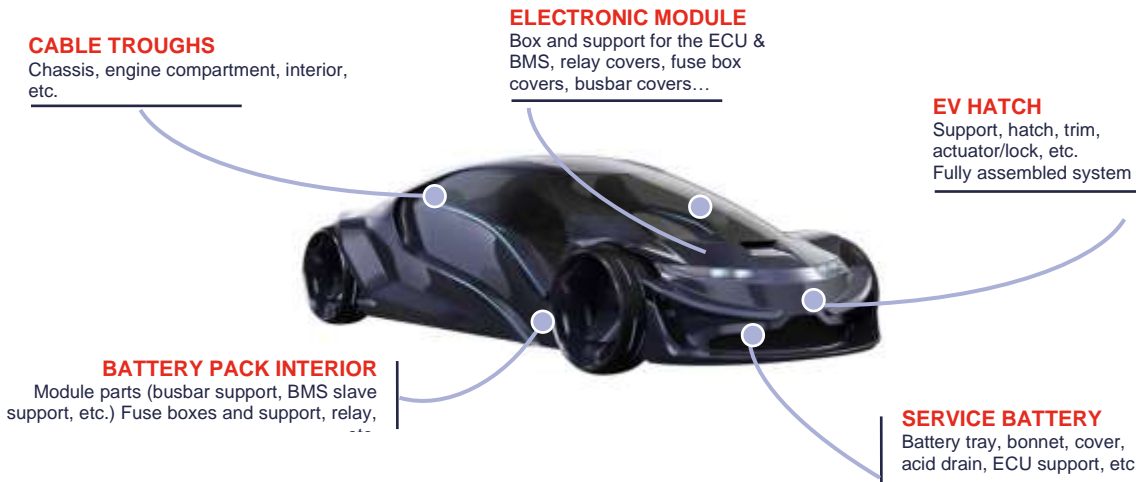 CABLE TROUGHS
Chassis, engine compartment, interior,
etc.
ELECTRONIC MODULE
Box and support for the ECU &
BMS, relay covers, fuse box
covers, busbar covers…
EV HATCH
Support, hatch, trim,
actuator/lock, etc.
Fully assembled system
BATTERY PACK INTERIOR
Module parts (busbar support, BMS slave
support, etc.) Fuse boxes and support, relay,
SERVICE BATTERY
Battery tray, bonnet, cover,
acid drain, ECU support, etc